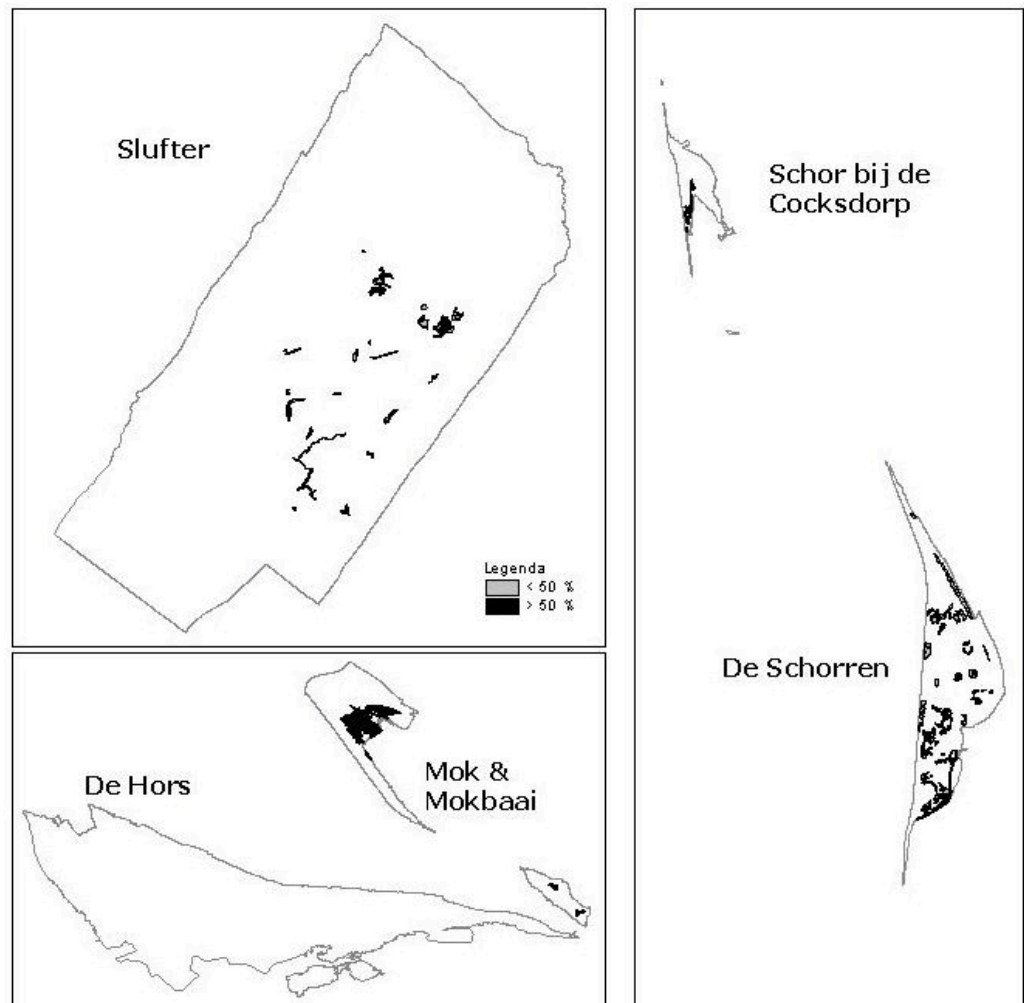 Slufter
Legenda
< 50 %
> 50 %
Schor bij de
Cocksdorp
De Schorren
De Hors
Mok &
Mokbaai